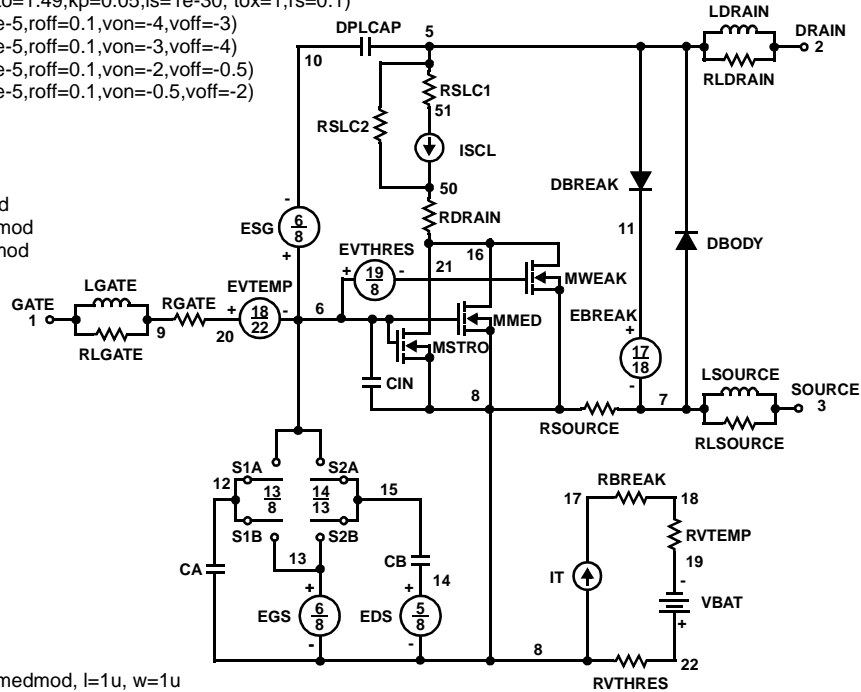 to=1.49,kp=0.05,is=1e-30, tox=1,rs=0.1)
e-5,roff=0.1,von=-4,voff=-3)
e-5,roff=0.1,von=-3,voff=-4)
e-5,roff=0.1,von=-2,voff=-0.5)
e-5,roff=0.1,von=-0.5,voff=-2)
d
mod
mod
LDRAIN
DPLCAP
5
DRAIN
2
10
RLDRAIN
RSLC1
51
RSLC2
ISCL
50
DBREAK
RDRAIN
11
DBODY
-
ESG
6
8
+
EVTHRES
16
21
+
19
8
-
MWEAK
LGATE
EVTEMP
GATE
1
RGATE
+
18
22
-
6
MMED
EBREAK
+
9
20
RLGATE
MSTRO
17
18
-
LSOURCE
CIN
SOURCE
3
8
7
RSOURCE
RLSOURCE
S1A
S2A
12
13
8
14
13
15
RBREAK
17
18
S1B
S2B
RVTEMP
13
CB
19
CA
14
IT
-
VBAT
+
+
+
EGS
6
8
EDS
5
8
-
-
8
22
RVTHRES
medmod, l=1u, w=1u